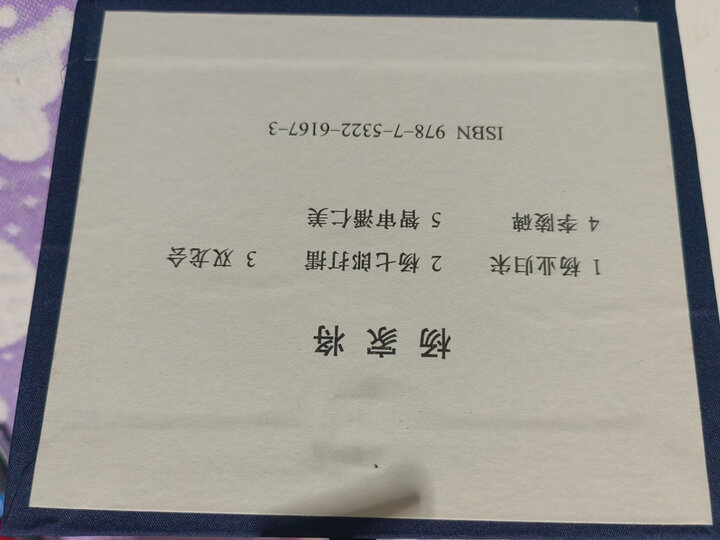 杨家将
1 杨业归宋 2 杨七郎打擂 3 双龙会
4 李陵碑 5 智审潘仁美
ISBN 978-7-5322-6167-3